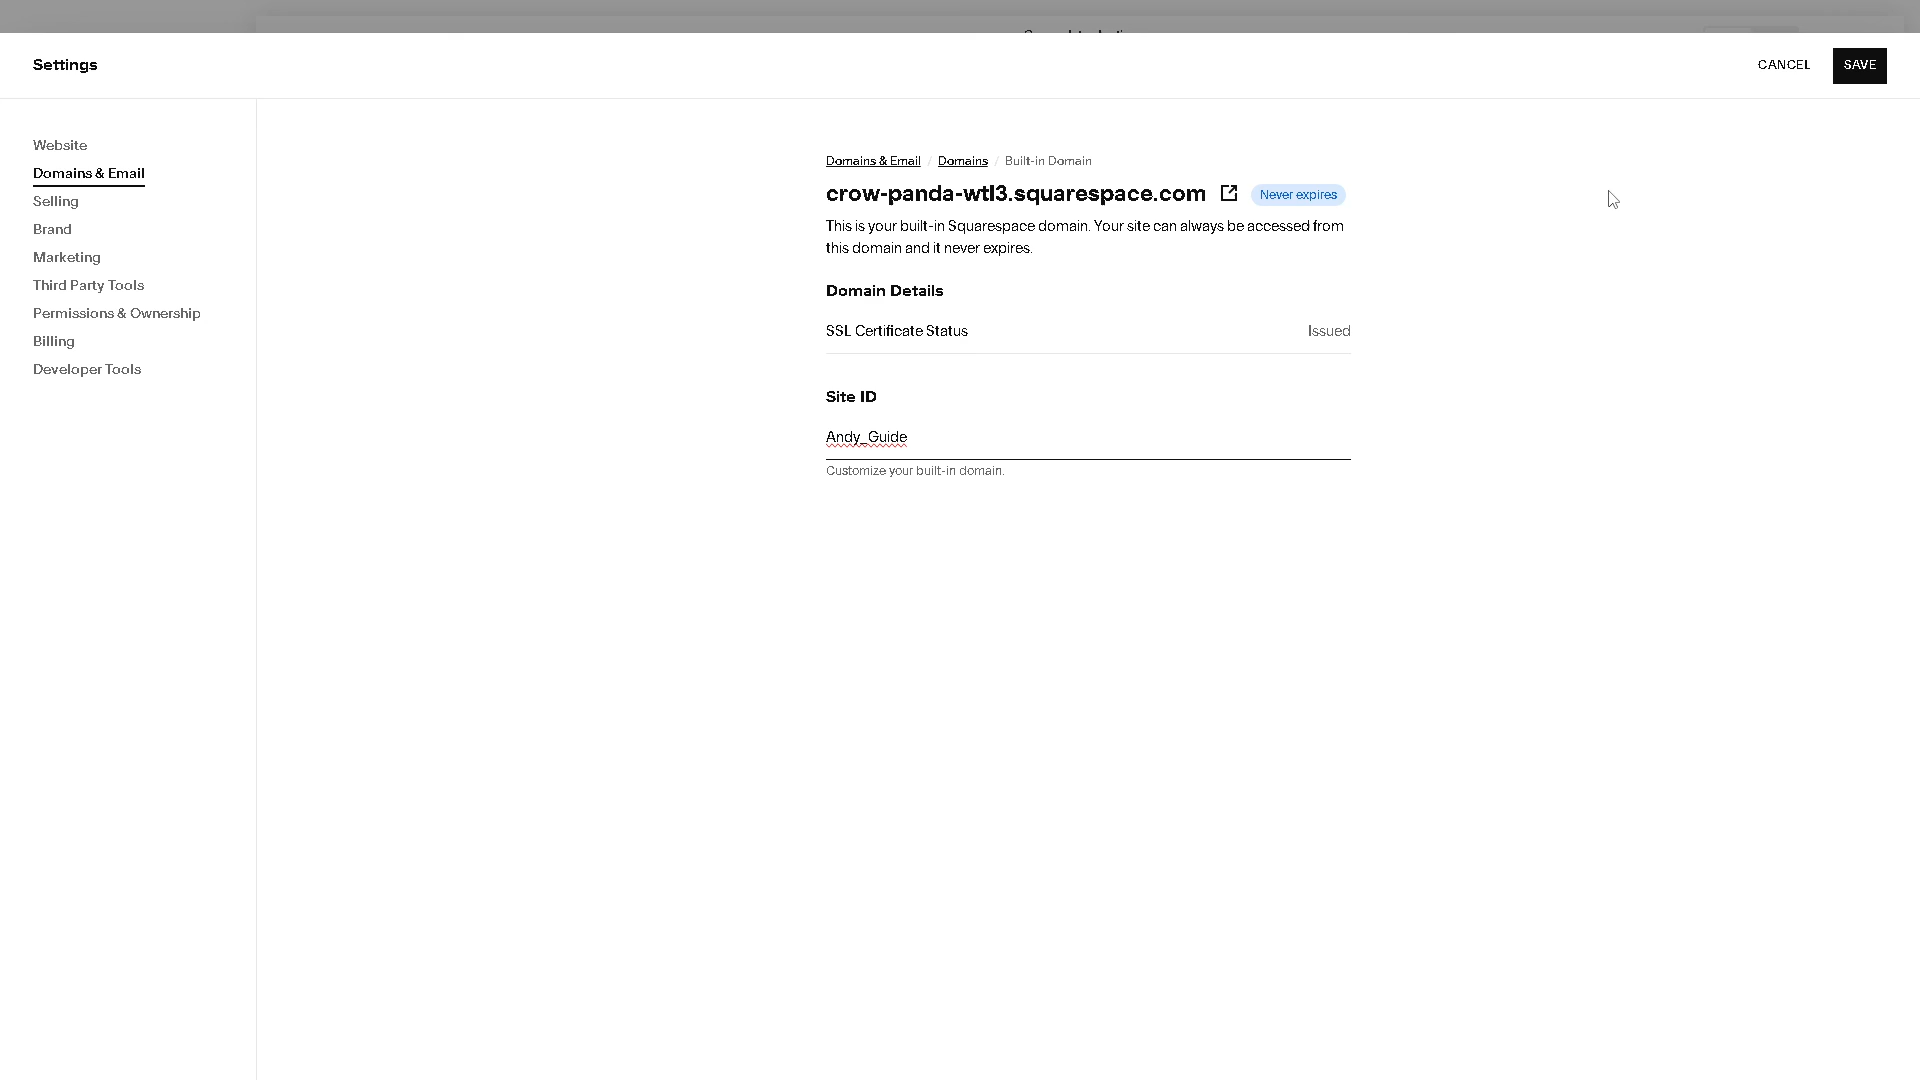 Settings
CANCEL
SAVE
Website
Domains & Email
Selling
Brand
Marketing
Third Party Tools
Permissions & Ownership
Billing
Developer Tools
Domains & Email / Domains / Built-in Domain
crow-panda-wtl3.squarespace.com Never expires
This is your built-in Squarespace domain. Your site can always be accessed from
this domain and it never expires.
Domain Details
SSL Certificate Status Issued
Site ID
Andy_Guide
Customize your built-in domain.